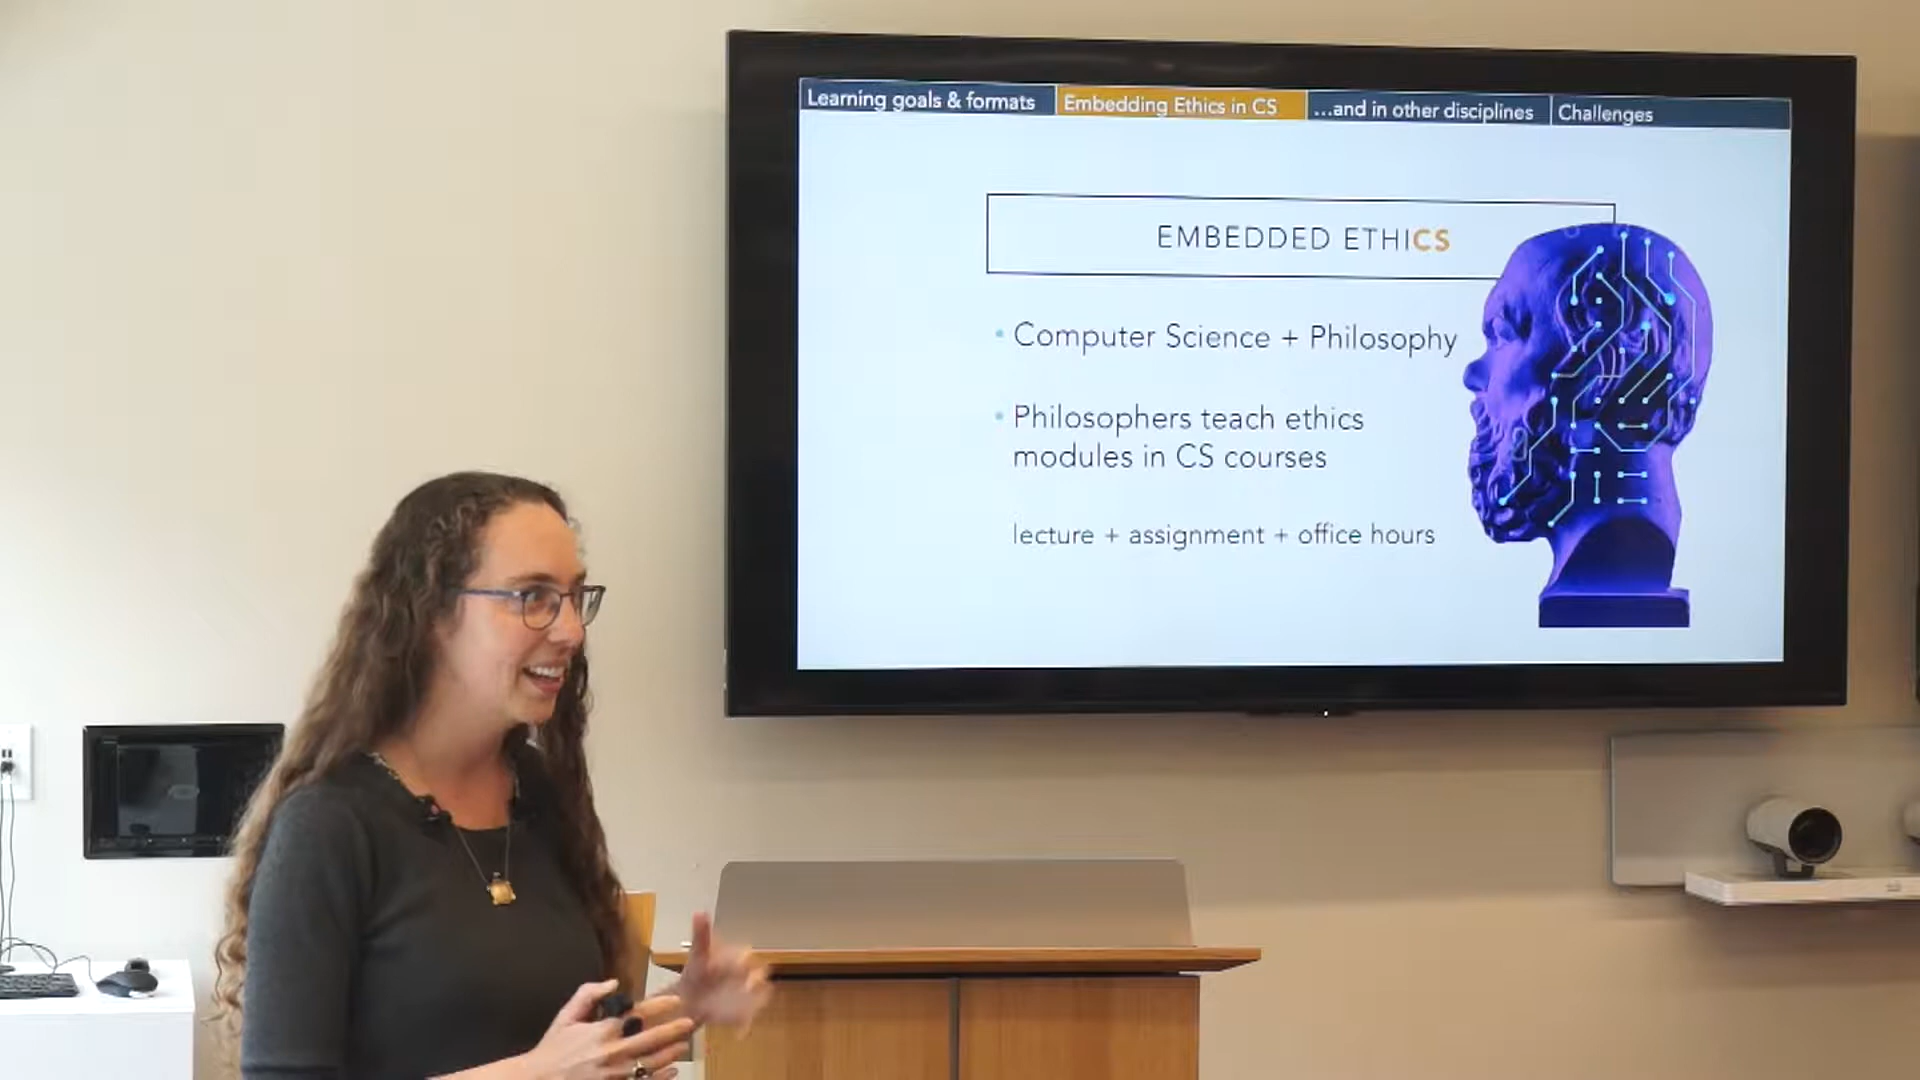 Learning goals & formats
Embedding Ethics in CS
...and in other disciplines
Challenges
EMBEDDED ETHICS
• Computer Science + Philosophy
• Philosophers teach ethics
modules in CS courses
lecture + assignment + office hours